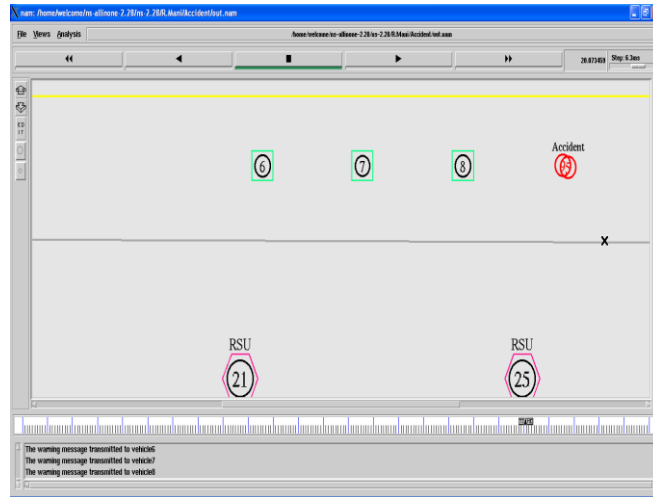 nam: /home/welcome/ns-allinone-2.28/ns-2.28/R.Mani/Accident/out.nam
File Views Analysis /home/welcome/ns-allinone-2.28/ns-2.28/R.Mani/Accident/out.nam
20.073459 Step: 6.3ms
ED
IT
Accident
6 7 8
X
RSU RSU
21 25
The warning message transmitted to vehicle6
The warning message transmitted to vehicle7
The warning message transmitted to vehicle8